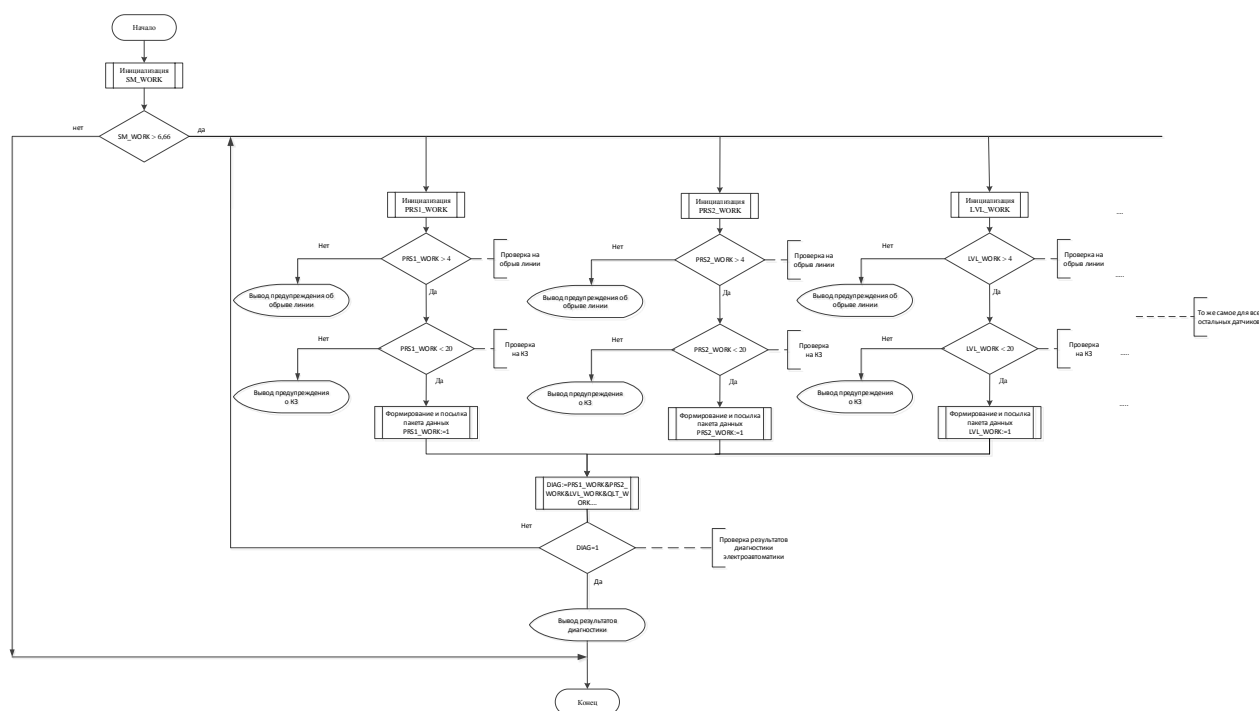 Начало
Инициализация
SM_WORK
нет
SM_WORK > 6,66
да
Инициализация
PRS1_WORK
Инициализация
PRS2_WORK
Инициализация
LVL_WORK
....
Нет
PRS1_WORK > 4
Проверка на
обрыв линии
Нет
PRS2_WORK > 4
Проверка на
обрыв линии
Нет
LVL_WORK > 4
Проверка на
обрыв линии
.....
Вывод предупреждения об
обрыве линии
Да
Вывод предупреждения об
обрыве линии
Да
Вывод предупреждения об
обрыве линии
Да
То же самое для все
остальных датчиков
Нет
PRS1_WORK < 20
Проверка
на КЗ
Нет
PRS2_WORK < 20
Проверка
на КЗ
Нет
LVL_WORK < 20
Проверка
на КЗ
.....
Вывод предупреждения
о КЗ
Да
Вывод предупреждения
о КЗ
Да
Вывод предупреждения
о КЗ
Да
.....
Формирование и посылка
пакета данных
PRS1_WORK:=1
Формирование и посылка
пакета данных
PRS2_WORK:=1
Формирование и посылка
пакета данных
LVL_WORK:=1
DIAG:=PRS1_WORK&PRS2_
WORK&LVL_WORK&QLT_W
ORK....
Нет
DIAG=1
Проверка результатов
диагностики
электроавтоматики
Да
Вывод результатов
диагностики
Конец